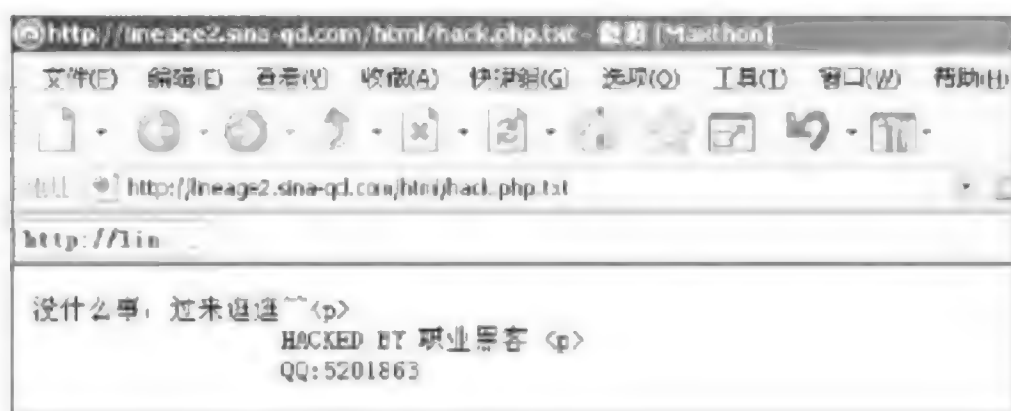 http://lineage2.sina-qd.com/html/hack.php.txt - 遨游 [Maxthon]
文件(F) 编辑(E) 查看(V) 收藏(A) 快捷组(G) 选项(O) 工具(T) 窗口(W) 帮助(H)
http://lineage2.sina-qd.com/html/hack.php.txt
http://lin
没什么事，过来逛逛^^<p>
HACKED BY 职业黑客 <p>
QQ:5201863